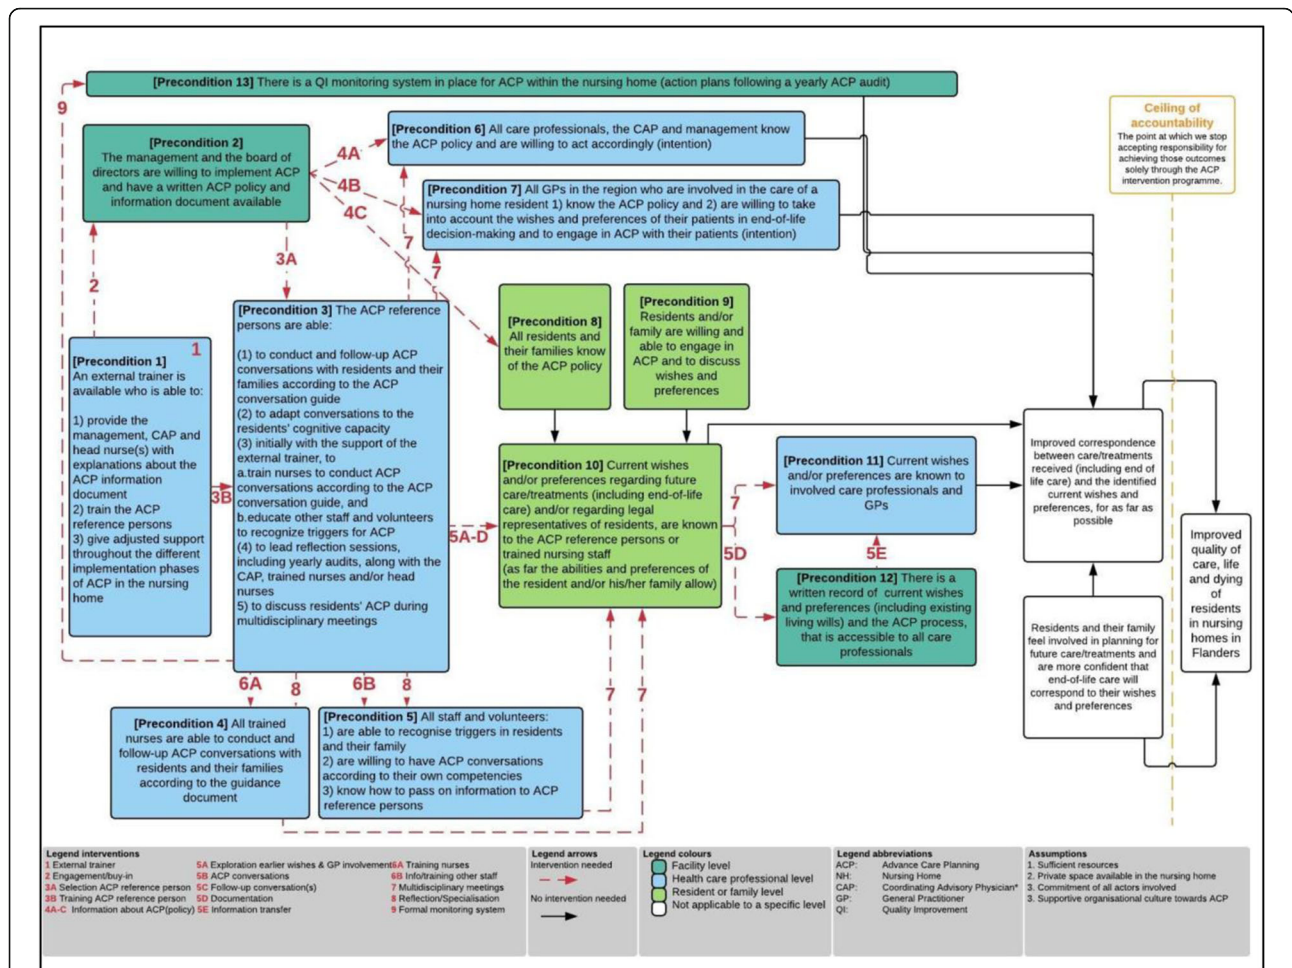 [Precondition 13] There is a QI monitoring system in place for ACP within the nursing home (action plans following a yearly ACP audit)
9
[Precondition 2]
The management and the board of
directors are willing to implement ACP
and have a written ACP policy and
information document available
4A
4B
4C
[Precondition 6] All care professionals, the CAP and management know
the ACP policy and are willing to act accordingly (intention)
[Precondition 7] All GPs in the region who are involved in the care of a
nursing home resident 1) know the ACP policy and 2) are willing to take
into account the wishes and preferences of their patients in end-of-life
decision-making and to engage in ACP with their patients (intention)
Ceiling of
accountability
The point at which we stop
accepting responsibility for
achieving those outcomes
solely through the ACP
intervention programme.
2
3A
7
7
[Precondition 1]
1
An external trainer is
available who is able to:
1) provide the
management, CAP and
head nurse(s) with
explanations about the
ACP information
document
2) train the ACP
reference persons
3) give adjusted support
throughout the different
implementation phases
of ACP in the nursing
home
3B
[Precondition 3] The ACP reference
persons are able:
(1) to conduct and follow-up ACP
conversations with residents and their
families according to the ACP
conversation guide
(2) to adapt conversations to the
residents' cognitive capacity
(3) initially with the support of the
external trainer, to
a.train nurses to conduct ACP
conversations according to the ACP
conversation guide, and
b.educate other staff and volunteers
to recognize triggers for ACP
(4) to lead reflection sessions,
including yearly audits, along with the
CAP, trained nurses and/or head
nurses
5) to discuss residents' ACP during
multidisciplinary meetings
5A-D
[Precondition 8]
All residents and
their families know
of the ACP policy
[Precondition 9]
Residents and/or
family are willing and
able to engage in
ACP and to discuss
wishes and
preferences
[Precondition 10] Current wishes
and/or preferences regarding future
care/treatments (including end-of-life
care) and/or regarding legal
representatives of residents, are known
to the ACP reference persons or
trained nursing staff
(as far the abilities and preferences of
the resident and/or his/her family allow)
7
5D
[Precondition 11] Current wishes
and/or preferences are known to
involved care professionals and
GPs
5E
[Precondition 12] There is a
written record of current wishes
and preferences (including existing
living wills) and the ACP process,
that is accessible to all care
professionals
Improved correspondence
between care/treatments
received (including end of
life care) and the identified
current wishes and
preferences, for as far as
possible
Residents and their family
feel involved in planning for
future care/treatments and
are more confident that
end-of-life care will
correspond to their wishes
and preferences
Improved
quality of
care, life
and dying
of
residents
in nursing
homes in
Flanders
6A
8
6B
8
7
7
[Precondition 4] All trained
nurses are able to conduct and
follow-up ACP conversations with
residents and their families
according to the guidance
document
[Precondition 5] All staff and volunteers:
1) are able to recognise triggers in residents
and their family
2) are willing to have ACP conversations
according to their own competencies
3) know how to pass on information to ACP
reference persons
Legend interventions
1 External trainer
2 Engagement/buy-in
3A Selection ACP reference person
3B Training ACP reference person
4A-C Information about ACP(policy)
5A Exploration earlier wishes & GP involvement
5B ACP conversations
5C Follow-up conversation(s)
5D Documentation
5E Information transfer
6A Training nurses
6B Info/training other staff
7 Multidisciplinary meetings
8 Reflection/Specialisation
9 Formal monitoring system
Legend arrows
Intervention needed
No intervention needed
Legend colours
Facility level
Health care professional level
Resident or family level
Not applicable to a specific level
Legend abbreviations
ACP: Advance Care Planning
NH: Nursing Home
CAP: Coordinating Advisory Physician*
GP: General Practitioner
QI: Quality Improvement
Assumptions
1. Sufficient resources
2. Private space available in the nursing home
3. Commitment of all actors involved
3. Supportive organisational culture towards ACP